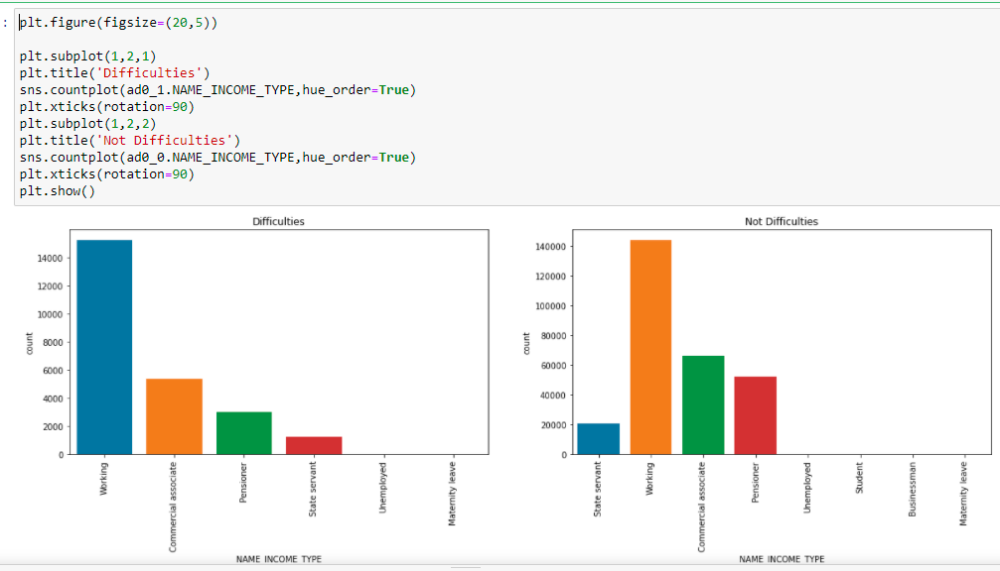 : plt.figure(figsize=(20,5))
plt.subplot(1,2,1)
plt.title('Difficulties')
sns.countplot(ad0_1.NAME_INCOME_TYPE,hue_order=True)
plt.xticks(rotation=90)
plt.subplot(1,2,2)
plt.title('Not Difficulties')
sns.countplot(ad0_0.NAME_INCOME_TYPE,hue_order=True)
plt.xticks(rotation=90)
plt.show()
Difficulties
14000
12000
10000
8000
6000
4000
2000
0
count
Working
Commercial associate
Pensioner
State servant
Unemployed
Maternity leave
NAME_INCOME_TYPE
Not Difficulties
140000
120000
100000
80000
60000
40000
20000
0
count
State servant
Working
Commercial associate
Pensioner
Unemployed
Student
Businessman
Maternity leave
NAME_INCOME_TYPE